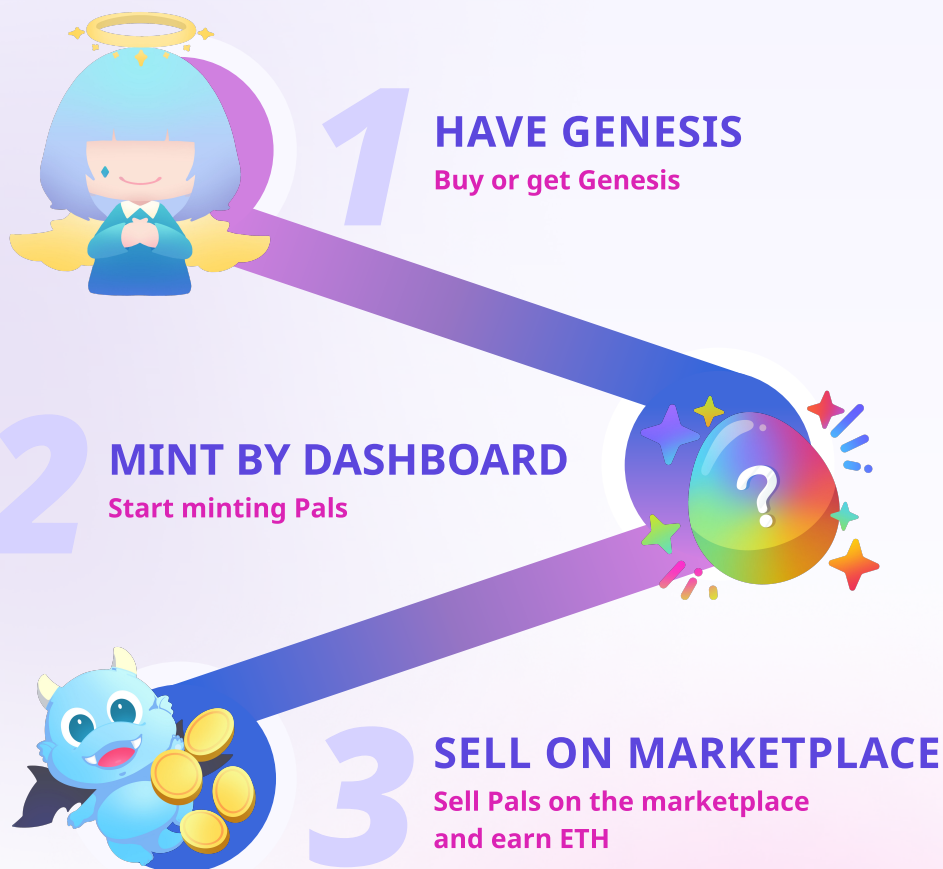 1
HAVE GENESIS
Buy or get Genesis
2
MINT BY DASHBOARD
Start minting Pals
?
3
SELL ON MARKETPLACE
Sell Pals on the marketplace
and earn ETH